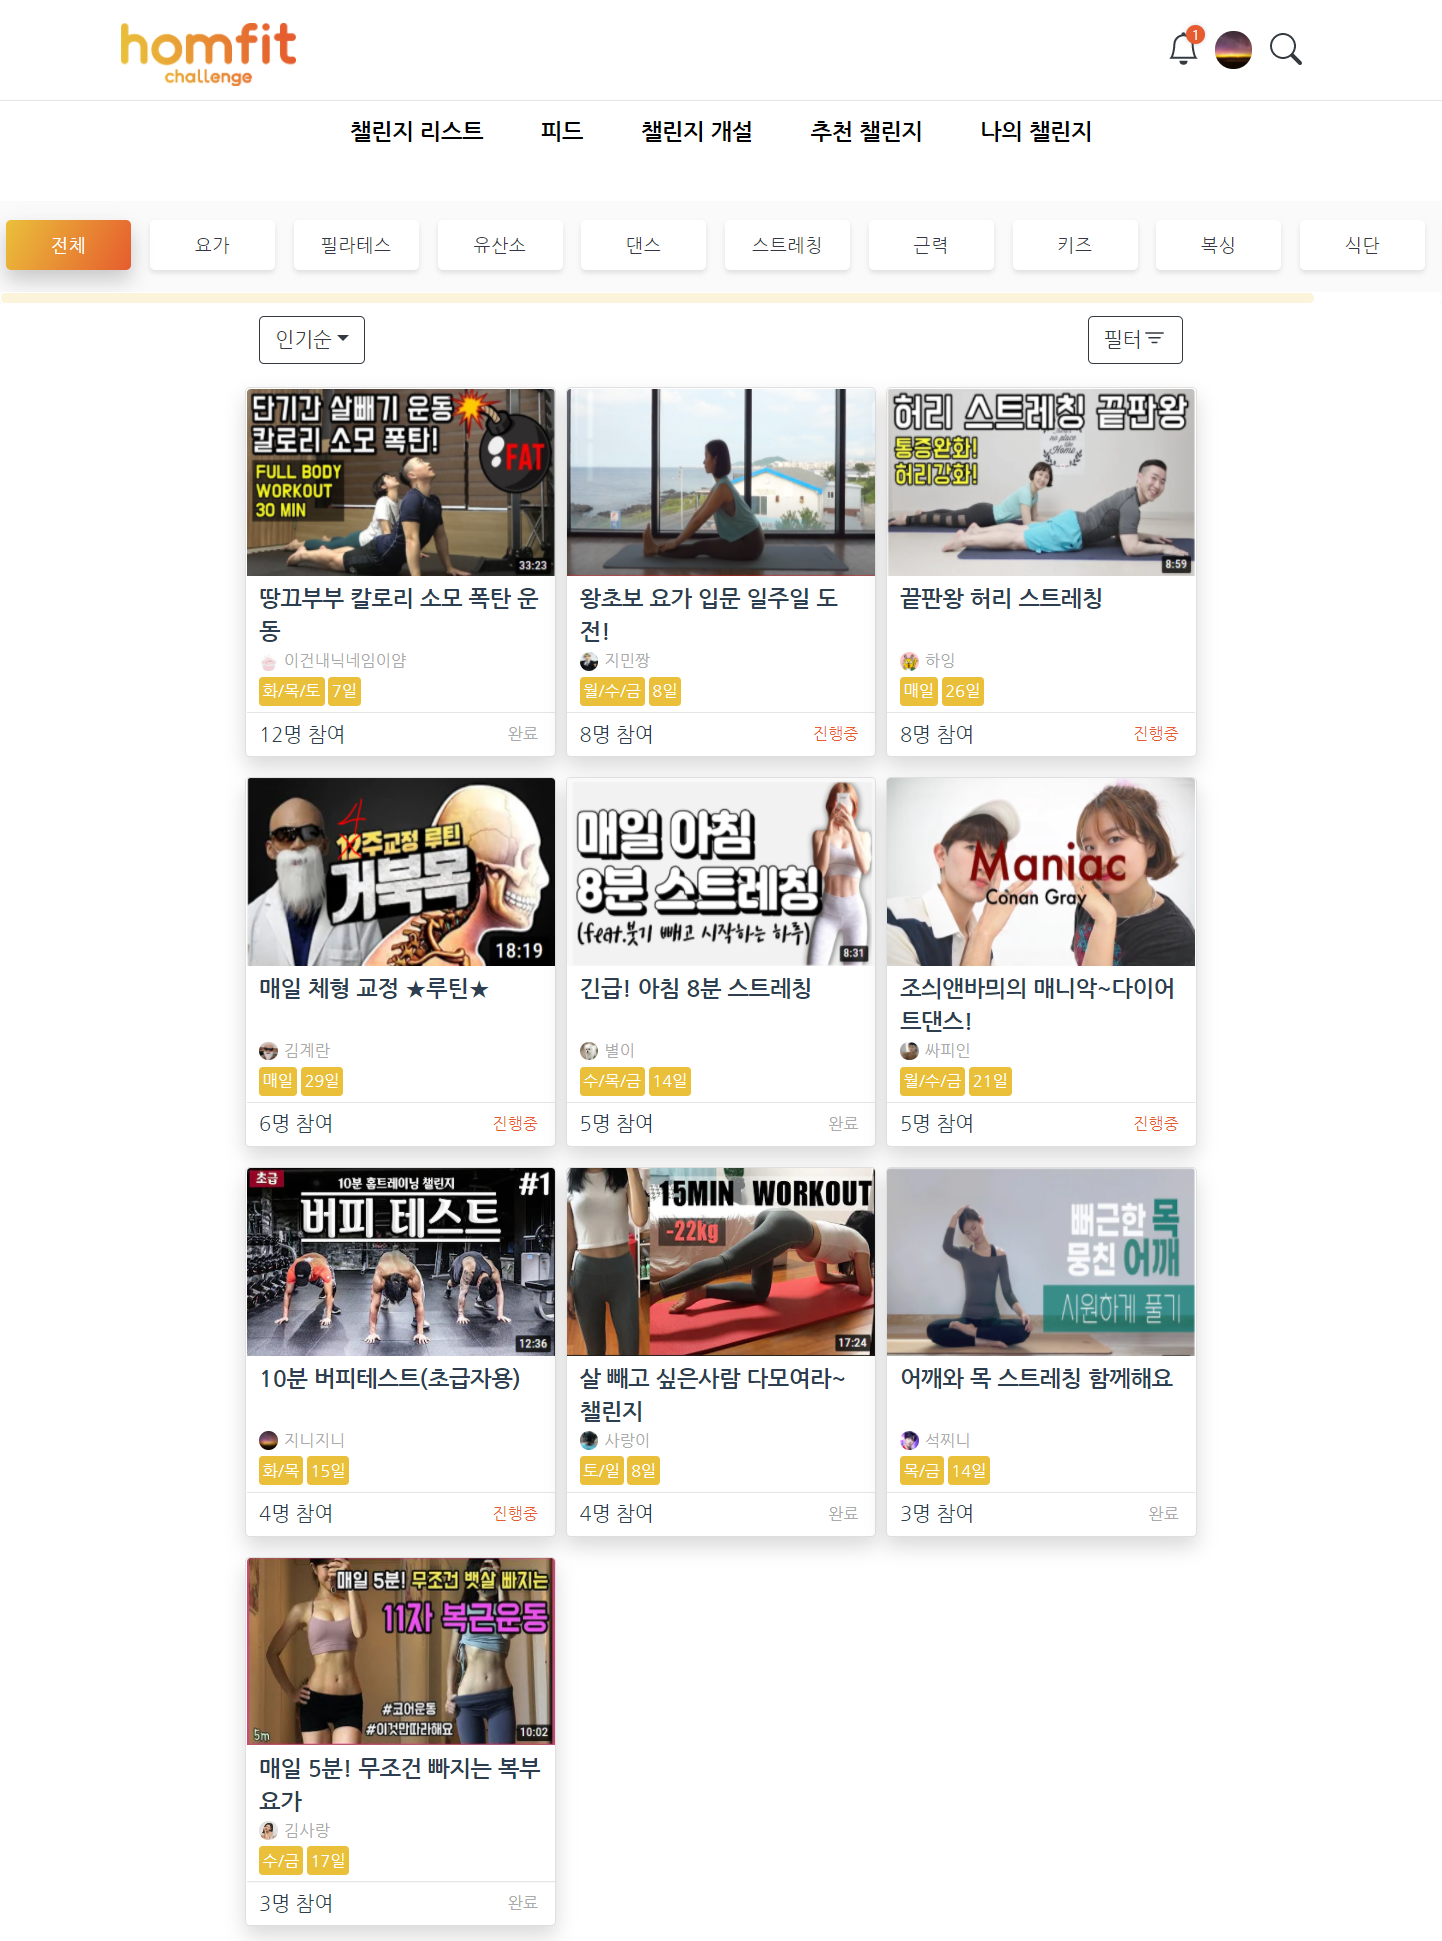 homfit
challenge
1
챌린지 리스트
피드
챌린지 개설
추천 챌린지
나의 챌린지
전체
요가
필라테스
유산소
댄스
스트레칭
근력
키즈
복싱
식단
인기순
필터
단기간 살빼기 운동
칼로리 소모 폭탄!
FULL BODY
WORKOUT
30 MIN
FAT
33:23
땅끄부부 칼로리 소모 폭탄 운
동
이건내닉네임이얌
화/목/토 7일
12명 참여
완료
왕초보 요가 입문 일주일 도
전!
지민짱
월/수/금 8일
8명 참여
진행중
허리 스트레칭 끝판왕
통증완화!
허리강화!
no place
like
Home
8:59
끝판왕 허리 스트레칭
하잉
매일 26일
8명 참여
진행중
4
12주교정 루틴
거북목
18:19
매일 체형 교정 ★루틴★
김계란
매일 29일
6명 참여
진행중
매일 아침
8분 스트레칭
(feat.붓기 빼고 시작하는 하루)
8:31
긴급! 아침 8분 스트레칭
별이
수/목/금 14일
5명 참여
완료
Maniac
Conan Gray
조싀앤바믜의 매니악~다이어
트댄스!
싸피인
월/수/금 21일
5명 참여
진행중
초급
10분 홈트레이닝 챌린지
#1
버피 테스트
12:36
10분 버피테스트(초급자용)
지니지니
화/목 15일
4명 참여
진행중
15MIN WORKOUT
-22kg
17:24
살 빼고 싶은사람 다모여라~
챌린지
사랑이
토/일 8일
4명 참여
완료
뻐근한 목
뭉친 어깨
시원하게 풀기
어깨와 목 스트레칭 함께해요
석찌니
목/금 14일
3명 참여
완료
매일 5분! 무조건 뱃살 빠지는
11자 복근운동
#코어운동
#이것만따라해요
5m
10:02
매일 5분! 무조건 빠지는 복부
요가
김사랑
수/금 17일
3명 참여
완료